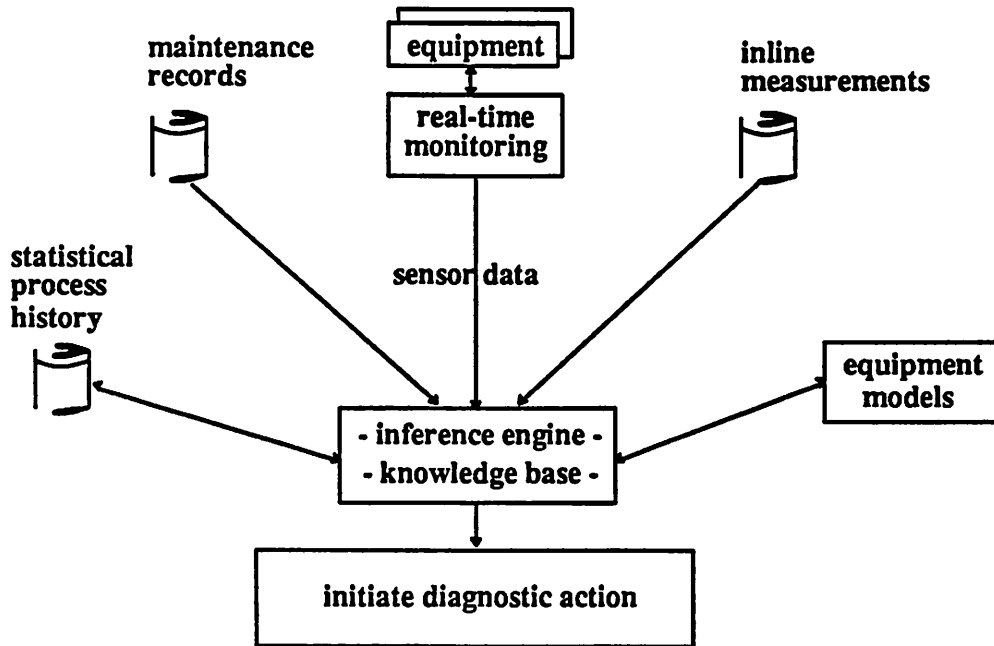 equipment
maintenance
records
inline
measurements
real-time
monitoring
statistical
process
history
sensor data
equipment
models
- inference engine -
- knowledge base -
initiate diagnostic action